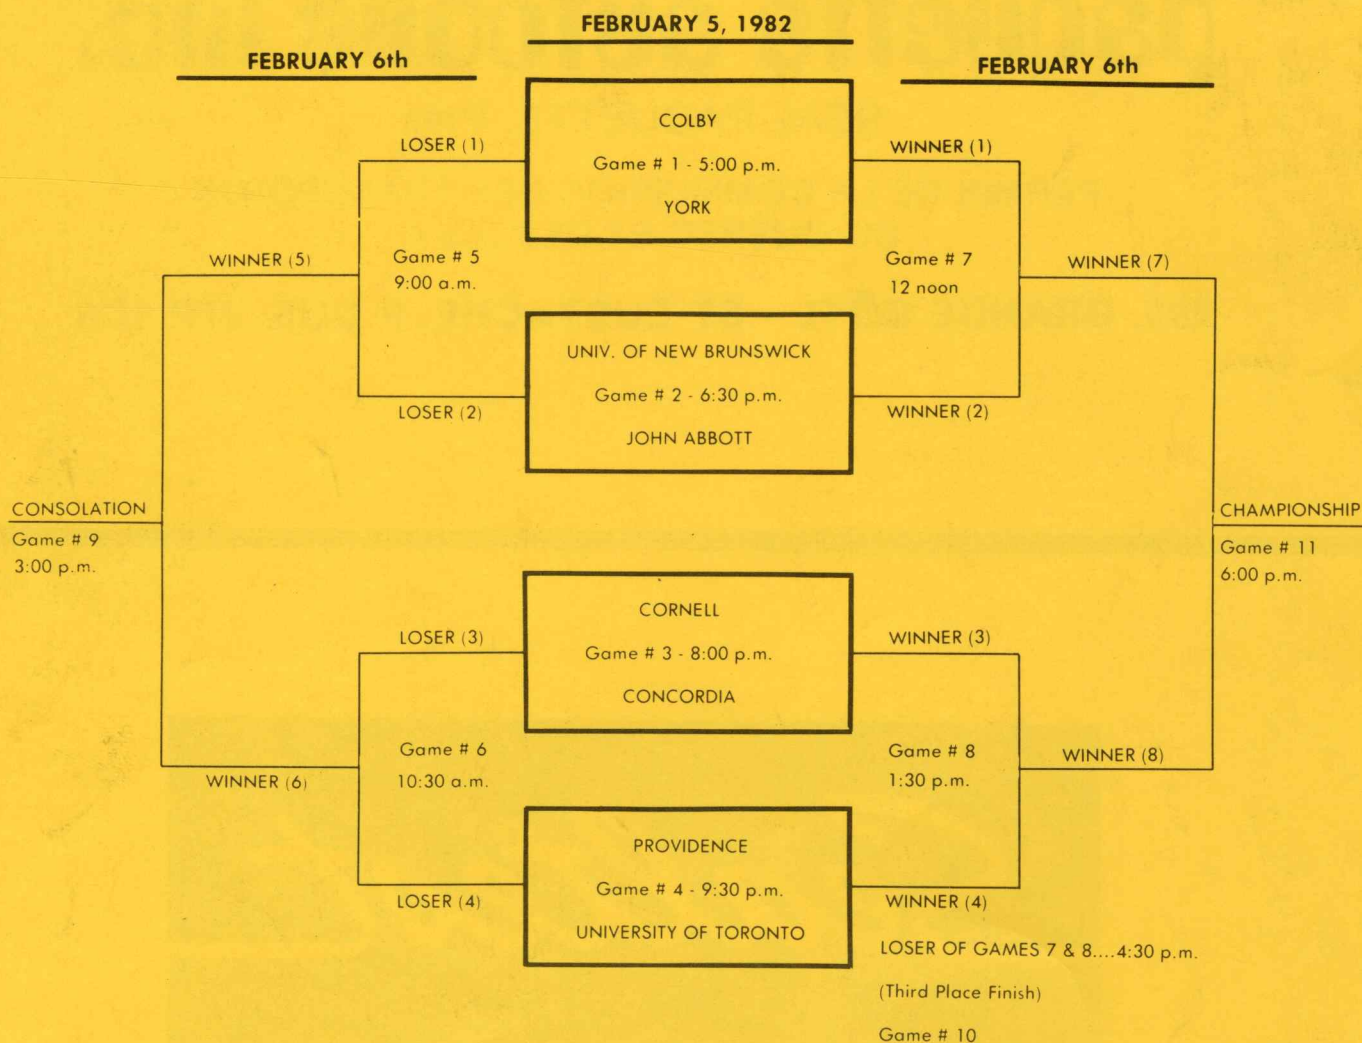 FEBRUARY 5, 1982
FEBRUARY 6th
FEBRUARY 6th
COLBY
Game # 1 - 5:00 p.m.
YORK
LOSER (1)
WINNER (1)
WINNER (5)
Game # 5
9:00 a.m.
Game # 7
12 noon
WINNER (7)
UNIV. OF NEW BRUNSWICK
Game # 2 - 6:30 p.m.
JOHN ABBOTT
LOSER (2)
WINNER (2)
CONSOLATION
Game # 9
3:00 p.m.
CHAMPIONSHIP
Game # 11
6:00 p.m.
CORNELL
Game # 3 - 8:00 p.m.
CONCORDIA
LOSER (3)
WINNER (3)
Game # 6
10:30 a.m.
WINNER (6)
Game # 8
1:30 p.m.
WINNER (8)
PROVIDENCE
Game # 4 - 9:30 p.m.
UNIVERSITY OF TORONTO
LOSER (4)
WINNER (4)
LOSER OF GAMES 7 & 8....4:30 p.m.
(Third Place Finish)
Game # 10